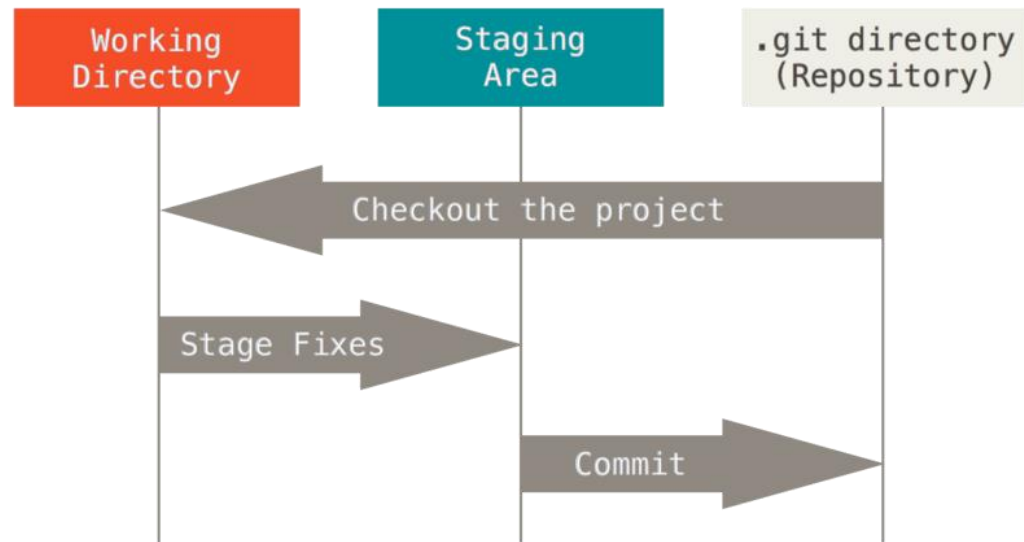 Working
Directory
Staging
Area
.git directory
(Repository)
Checkout the project
Stage Fixes
Commit